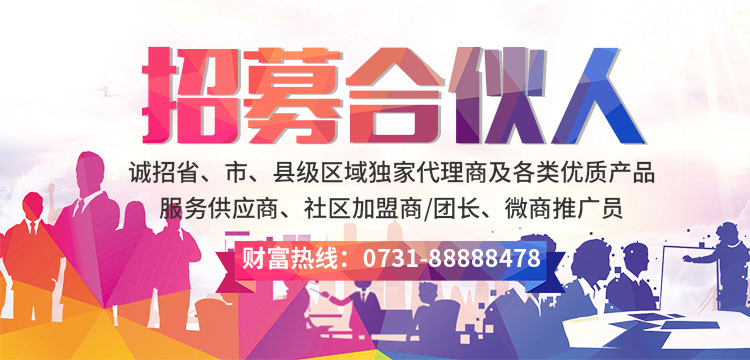 招募合伙人
诚招省、市、县级区域独家代理商及各类优质产品
服务供应商、社区加盟商/团长、微商推广员
财富热线：0731-88888478